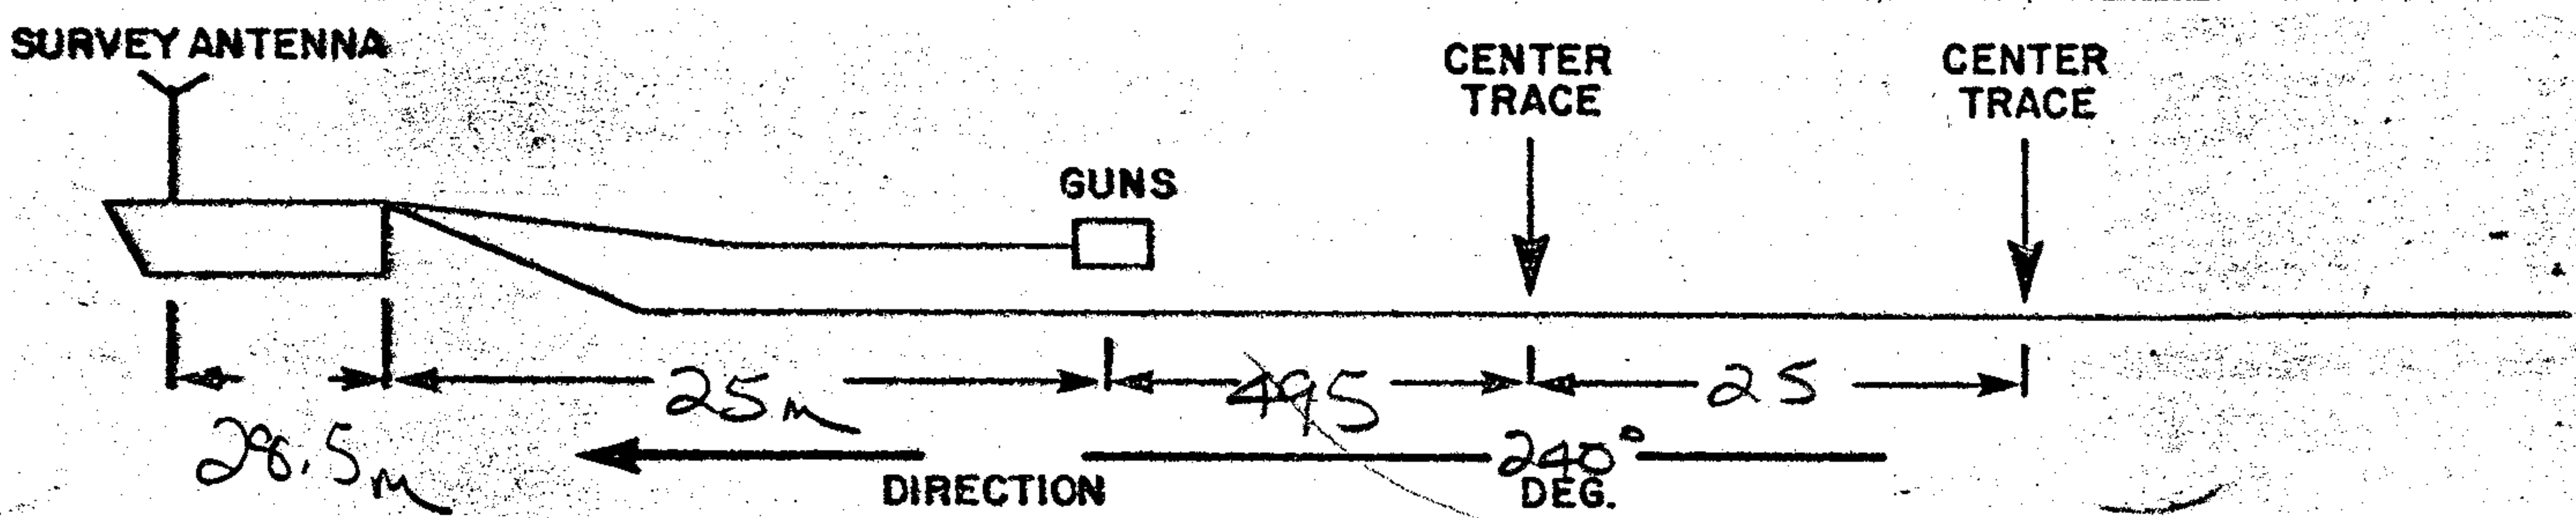 SURVEY ANTENNA
CENTER
TRACE
CENTER
TRACE
GUNS
25m
495
25
28.5m
240°
DIRECTION
DEG.